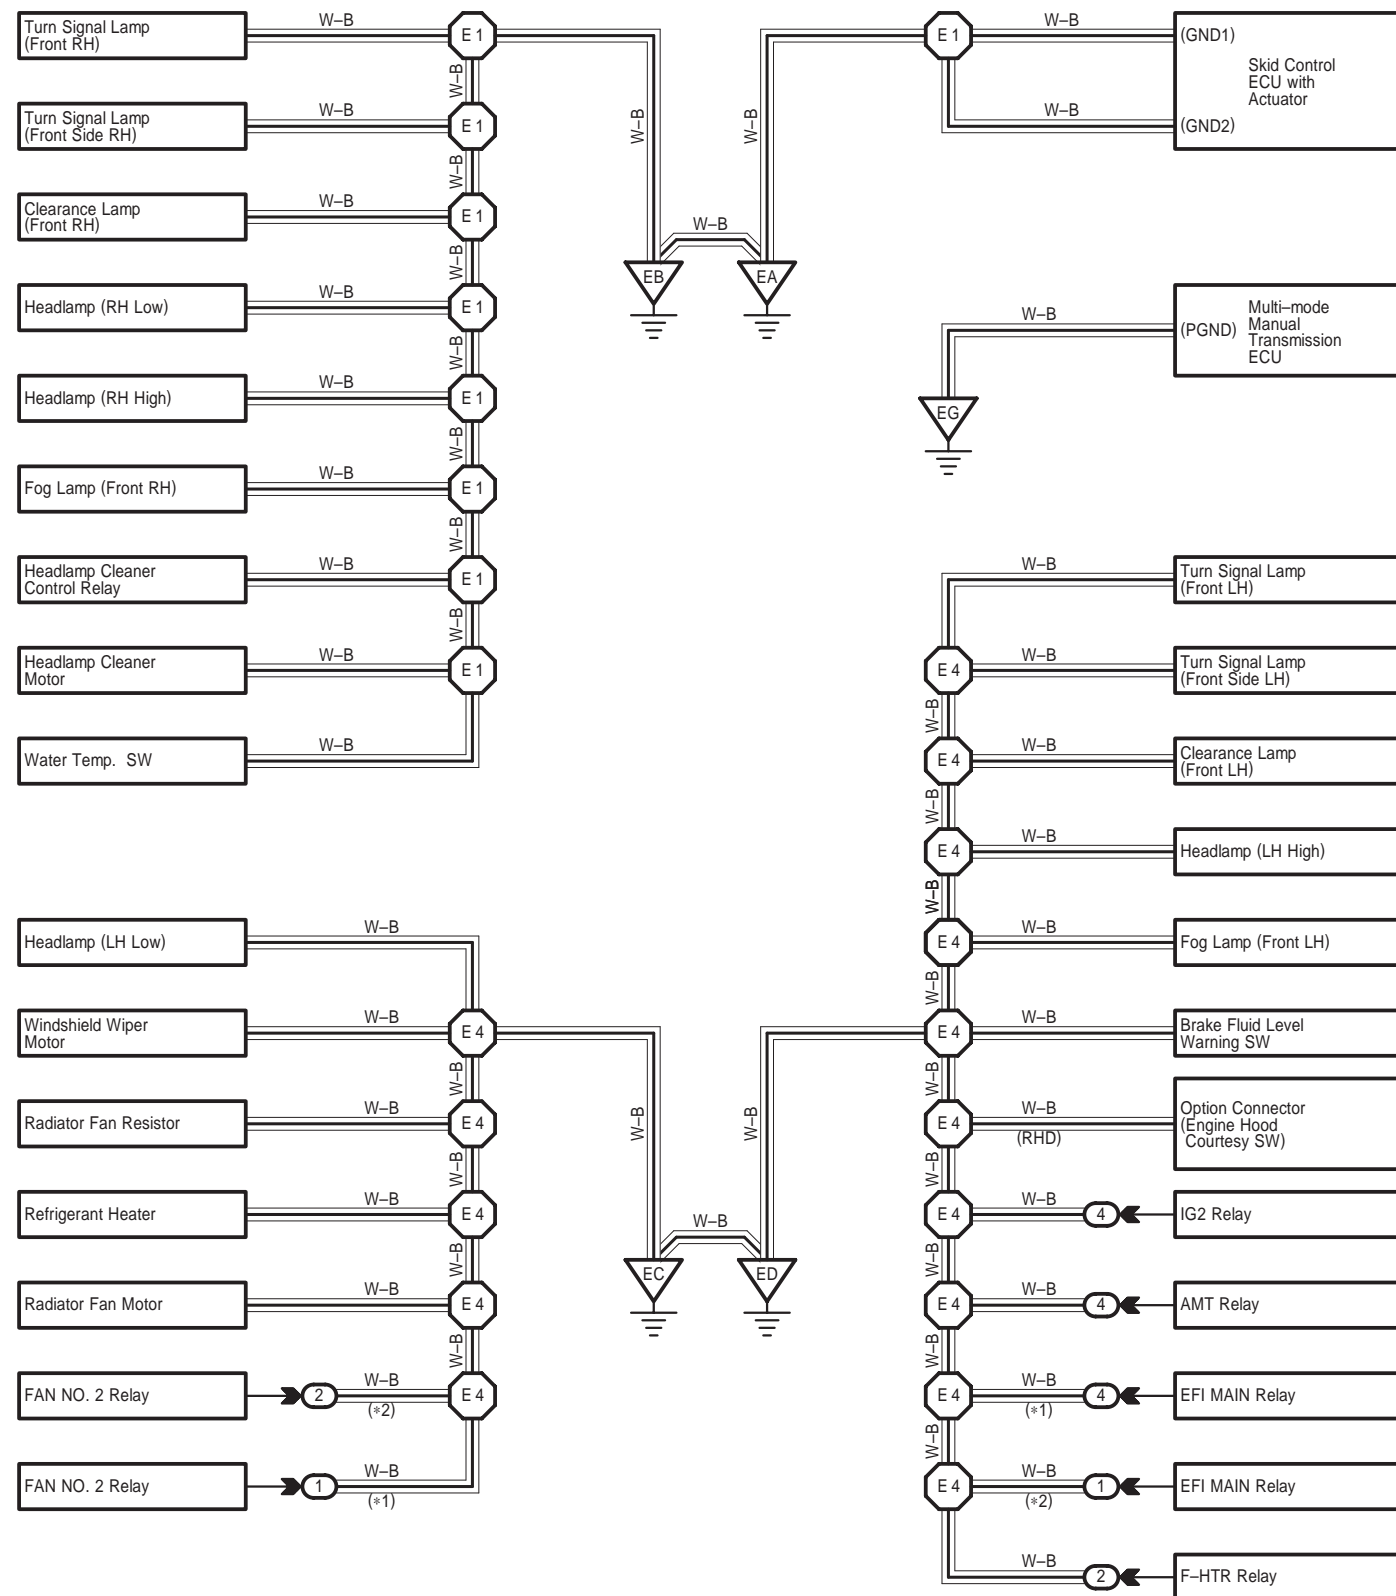 Turn Signal Lamp
(Front RH)
W–B
E 1
W–B
W–B
Turn Signal Lamp
(Front Side RH)
W–B
E 1
W–B
Clearance Lamp
(Front RH)
W–B
E 1
W–B
Headlamp (RH Low)
W–B
E 1
W–B
Headlamp (RH High)
W–B
E 1
W–B
Fog Lamp (Front RH)
W–B
E 1
W–B
Headlamp Cleaner
Control Relay
W–B
E 1
W–B
Headlamp Cleaner
Motor
W–B
E 1
Water Temp. SW
W–B
EB
W–B
EA
W–B
E 1
W–B
(GND1)
Skid Control
ECU with
Actuator
W–B
(GND2)
EG
W–B
(PGND)
Multi–mode
Manual
Transmission
ECU
Headlamp (LH Low)
W–B
Windshield Wiper
Motor
W–B
E 4
W–B
W–B
Radiator Fan Resistor
W–B
E 4
W–B
Refrigerant Heater
W–B
E 4
W–B
Radiator Fan Motor
W–B
E 4
W–B
FAN NO. 2 Relay
2
W–B
(∗2)
E 4
FAN NO. 2 Relay
1
W–B
(∗1)
EC
W–B
ED
W–B
W–B
Turn Signal Lamp
(Front LH)
E 4
W–B
Turn Signal Lamp
(Front Side LH)
W–B
E 4
W–B
Clearance Lamp
(Front LH)
W–B
E 4
W–B
Headlamp (LH High)
W–B
E 4
W–B
Fog Lamp (Front LH)
W–B
E 4
W–B
Brake Fluid Level
Warning SW
W–B
E 4
W–B
(RHD)
Option Connector
(Engine Hood
Courtesy SW)
W–B
E 4
W–B
4
IG2 Relay
W–B
E 4
W–B
4
AMT Relay
W–B
E 4
W–B
(∗1)
4
EFI MAIN Relay
W–B
E 4
W–B
(∗2)
1
EFI MAIN Relay
W–B
2
F–HTR Relay